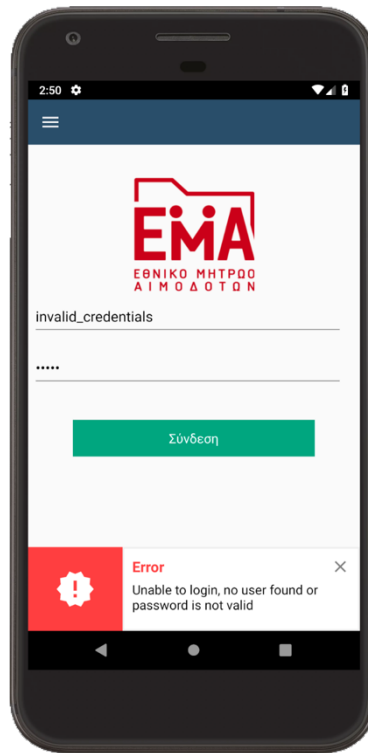 2:50
ΕΜΑ
ΕΘΝΙΚΟ ΜΗΤΡΩΟ
ΑΙΜΟΔΟΤΩΝ
invalid_credentials
•••••
Σύνδεση
Error
Unable to login, no user found or
password is not valid